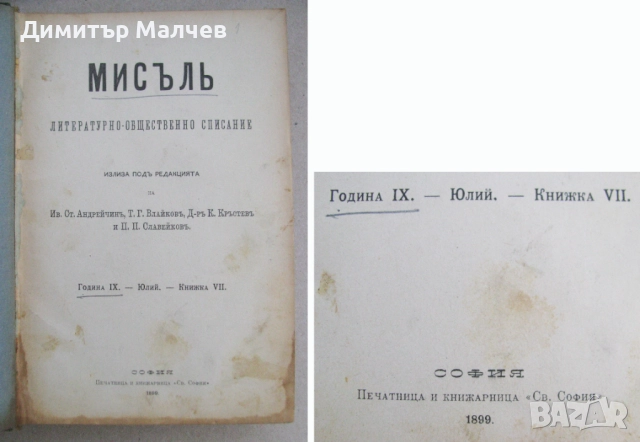 Димитър Малчев
МИСЪЛЬ
ЛИТЕРАТУРНО-ОБЩЕСТВЕННО СПИСАНИЕ
ИЗЛИЗА ПОДЪ РЕДАКЦИЯТА
НА
Ив. Ст. Андрейчинъ, Т. Г. Влайковъ, Д-ръ К. Кръстевъ
и П. П. Славейковъ.
Година IX. — Юлий. — Книжка VII.
СОФИЯ
Печатница и книжарница «Св. София»
1899
Година IX. — Юлий. — Книжка VII.
СОФИЯ
Печатница и книжарница «Св. София»
1899.
BAZAR